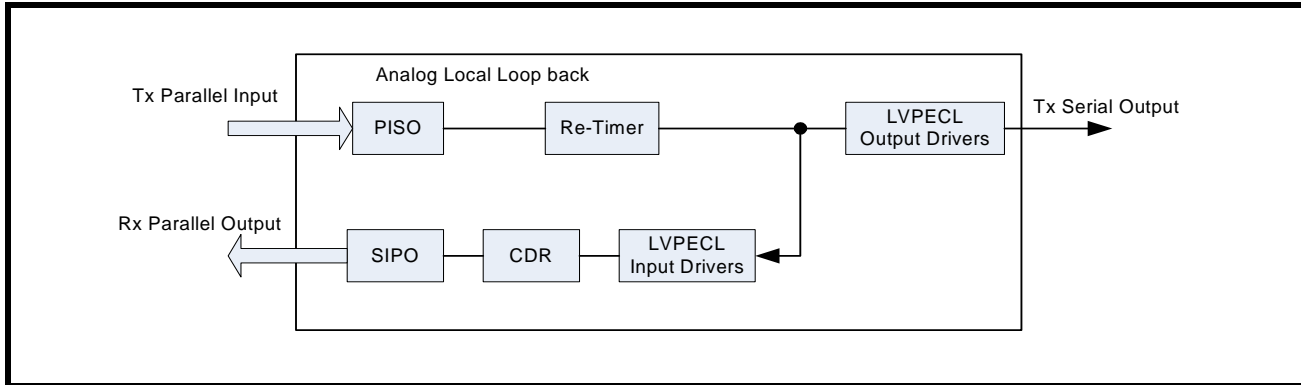 Analog Local Loop back
Tx Parallel Input
PISO
Re-Timer
LVPECL
Output Drivers
Tx Serial Output
Rx Parallel Output
SIPO
CDR
LVPECL
Input Drivers